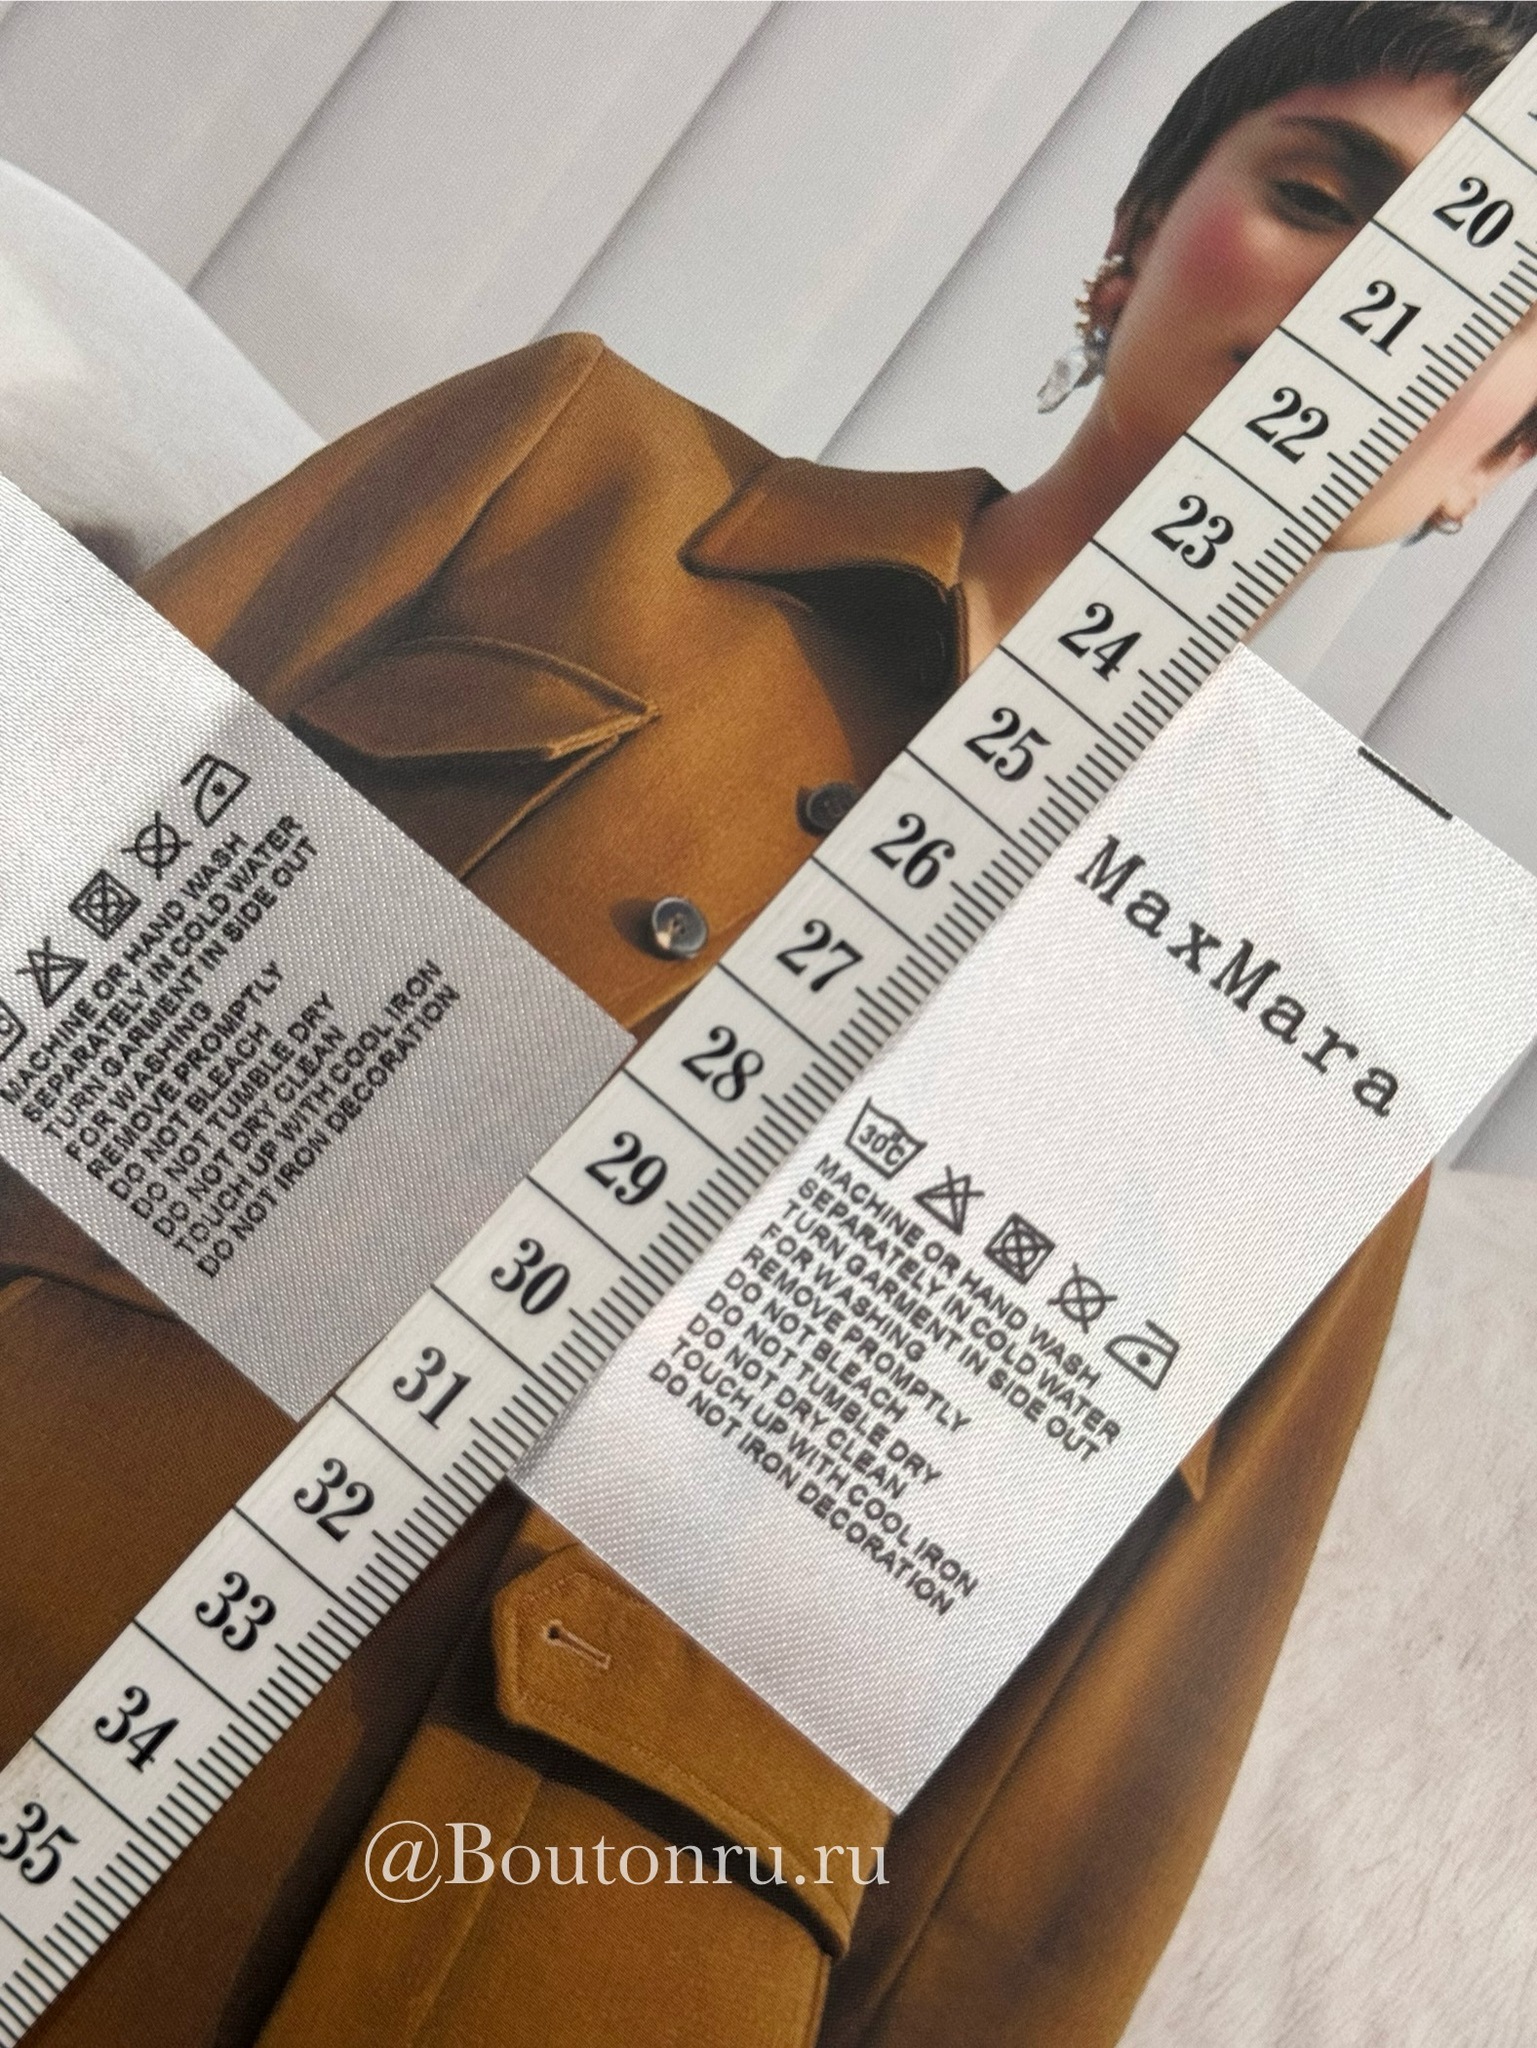 20
21
22
23
24
25
26
27
28
29
30
31
32
33
34
35
MACHINE OR HAND WASH
SEPARATELY IN COLD WATER
TURN GARMENT IN SIDE OUT
FOR WASHING
REMOVE PROMPTLY
DO NOT BLEACH
DO NOT TUMBLE DRY
DO NOT DRY CLEAN
TOUCH UP WITH COOL IRON
DO NOT IRON DECORATION
MaxMara
30℃
MACHINE OR HAND WASH
SEPARATELY IN COLD WATER
TURN GARMENT IN SIDE OUT
FOR WASHING
REMOVE PROMPTLY
DO NOT BLEACH
DO NOT TUMBLE DRY
DO NOT DRY CLEAN
TOUCH UP WITH COOL IRON
DO NOT IRON DECORATION
@Boutonru.ru